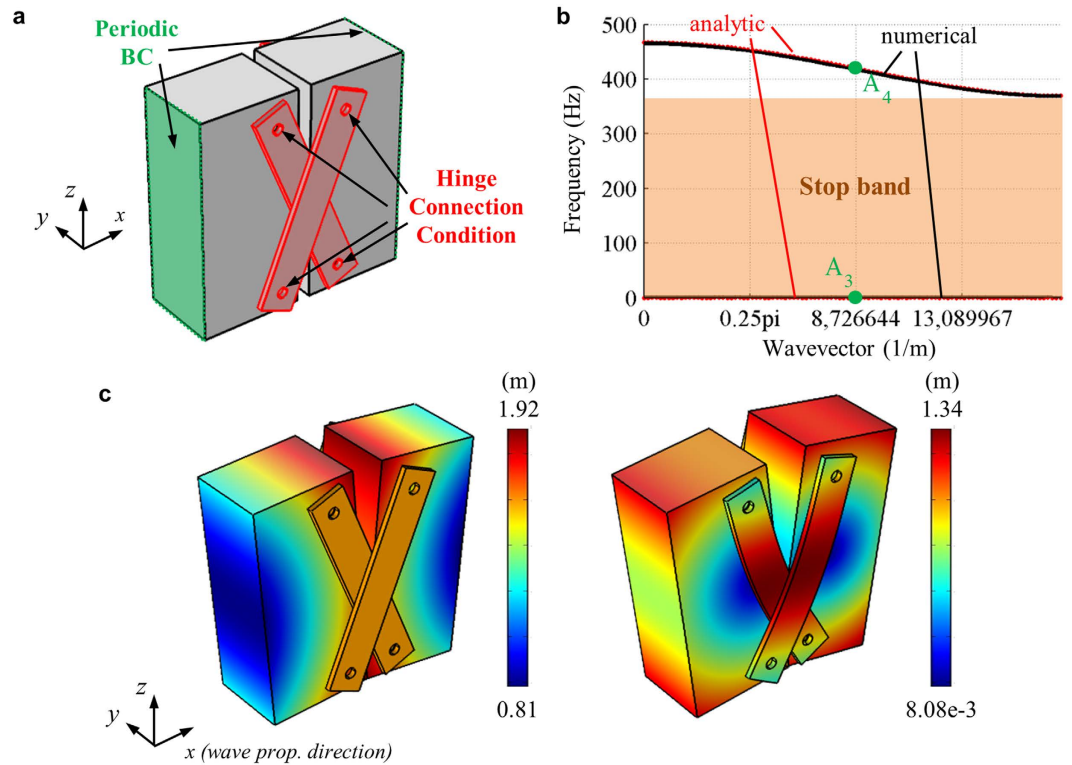 a
Periodic
BC
Hinge
Connection
Condition
z
y
x
b
analytic
numerical
A4
Stop band
A3
500
400
300
200
100
0
Frequency (Hz)
0
0.25pi
8,726644
13,089967
Wavevector (1/m)
c
(m)
1.92
0.81
(m)
1.34
8.08e-3
z
y
x (wave prop. direction)